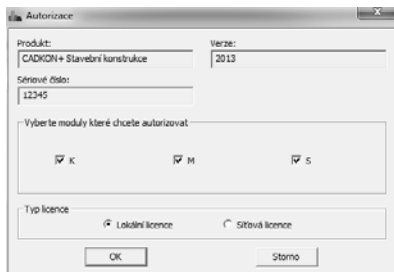 Autorizace
Produkt: Verze:
CADKON+ Stavební konstrukce 2013
Sériové číslo:
12345
Vyberte moduly které chcete autorizovat
K M S
Typ licence
Lokální licence Síťová licence
OK Storno